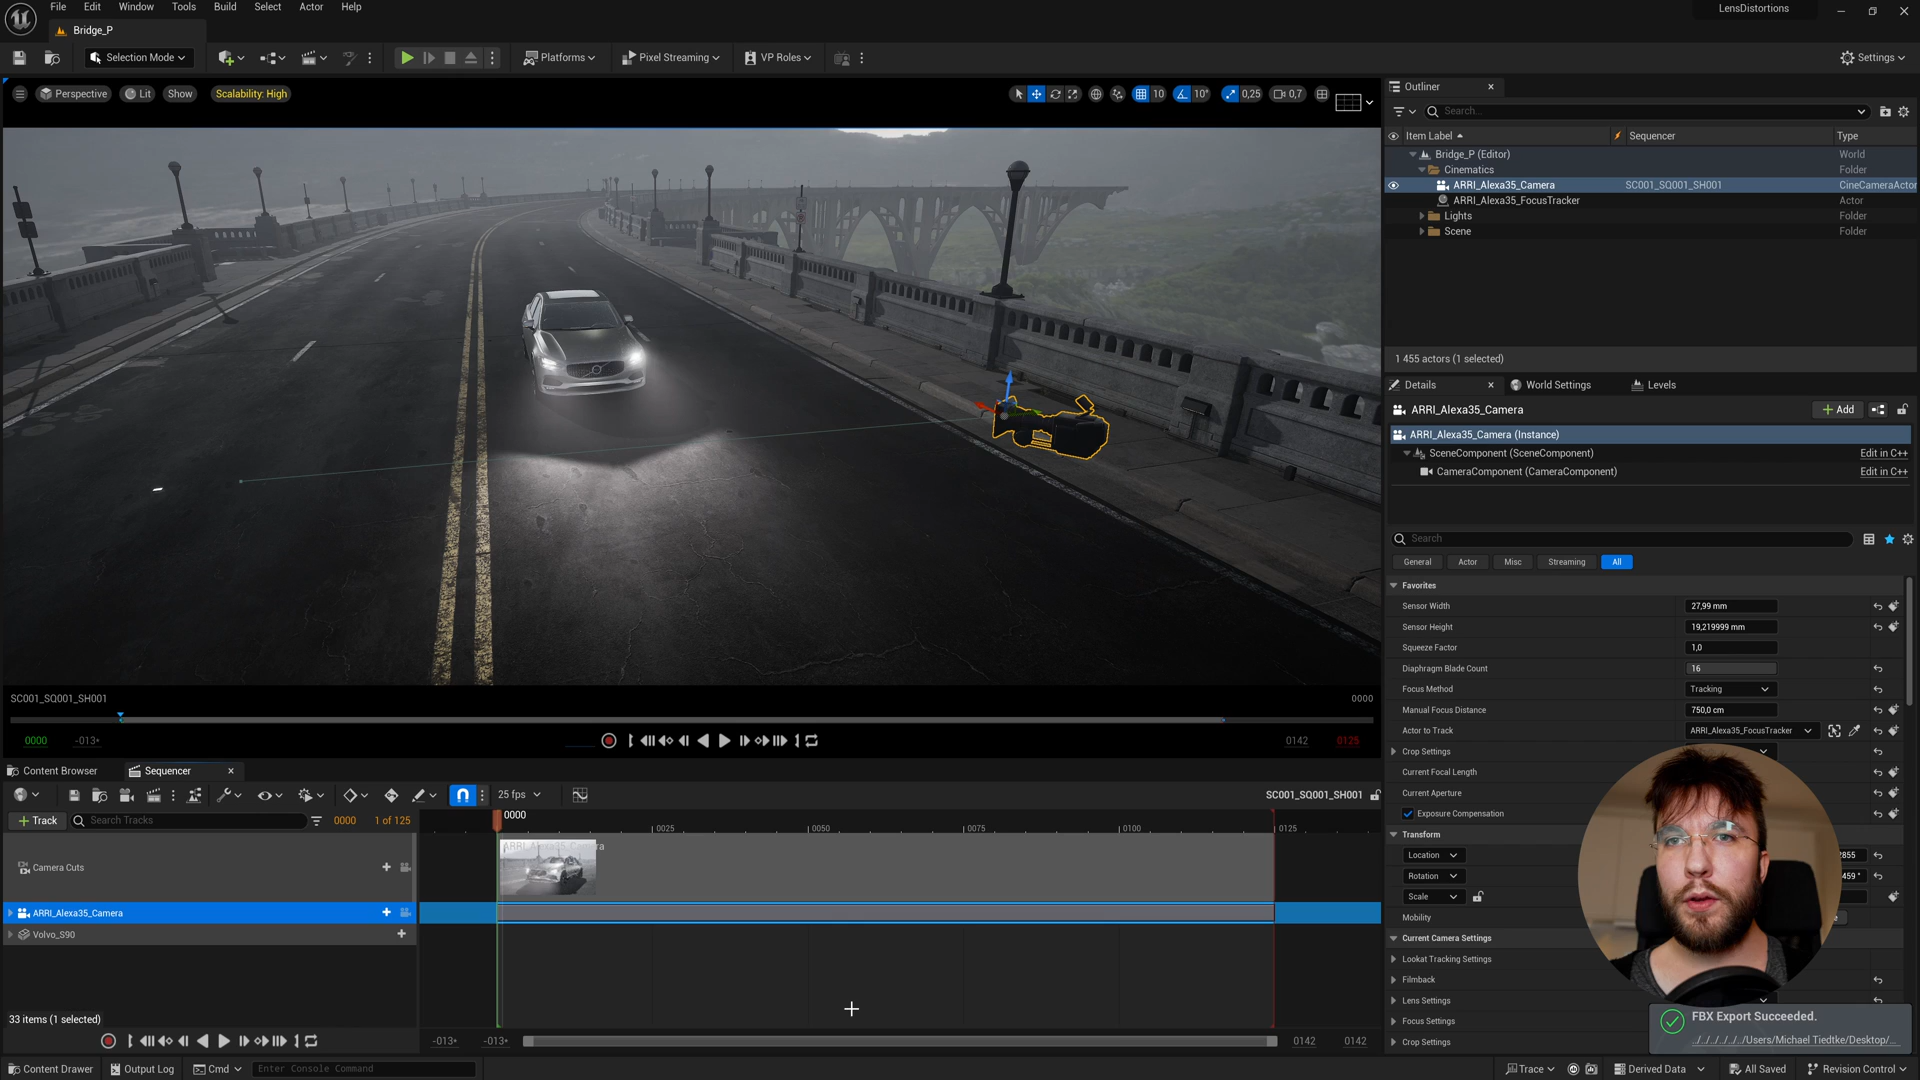 File Edit Window Tools Build Select Actor Help
LensDistortions
Bridge_P
Selection Mode
Platforms
Pixel Streaming
VP Roles
Settings
Perspective
Lit
Show
Scalability: High
10
10°
0,25
0,7
Outliner
Search...
Item Label
Sequencer
Type
Bridge_P (Editor)
World
Cinematics
Folder
ARRI_Alexa35_Camera
SC001_SQ001_SH001
CineCameraActor
ARRI_Alexa35_FocusTracker
Actor
Lights
Folder
Scene
Folder
1 455 actors (1 selected)
Details
World Settings
Levels
ARRI_Alexa35_Camera
Add
ARRI_Alexa35_Camera (Instance)
SceneComponent (SceneComponent)
Edit in C++
CameraComponent (CameraComponent)
Edit in C++
Search
General
Actor
Misc
Streaming
All
Favorites
Sensor Width
27,99 mm
Sensor Height
19,219999 mm
Squeeze Factor
1,0
Diaphragm Blade Count
16
Focus Method
Tracking
Manual Focus Distance
750,0 cm
Actor to Track
ARRI_Alexa35_FocusTracker
Crop Settings
Current Focal Length
Current Aperture
Exposure Compensation
Transform
Location
Rotation
Scale
Mobility
Current Camera Settings
Lookat Tracking Settings
Filmback
Lens Settings
Focus Settings
Crop Settings
FBX Export Succeeded.
../../../../../../Users/Michael Tiedtke/Desktop/...
SC001_SQ001_SH001
0000
0000
-013+
0142
0125
Content Browser
Sequencer
25 fps
SC001_SQ001_SH001
Track
Search Tracks
0000
1 of 125
0000
0025
0050
0075
0100
0125
Camera Cuts
ARRI_Alexa35_Camera
Volvo_S90
33 items (1 selected)
-013+
-013+
0142
0142
Content Drawer
Output Log
Cmd
Enter Console Command
Trace
Derived Data
All Saved
Revision Control